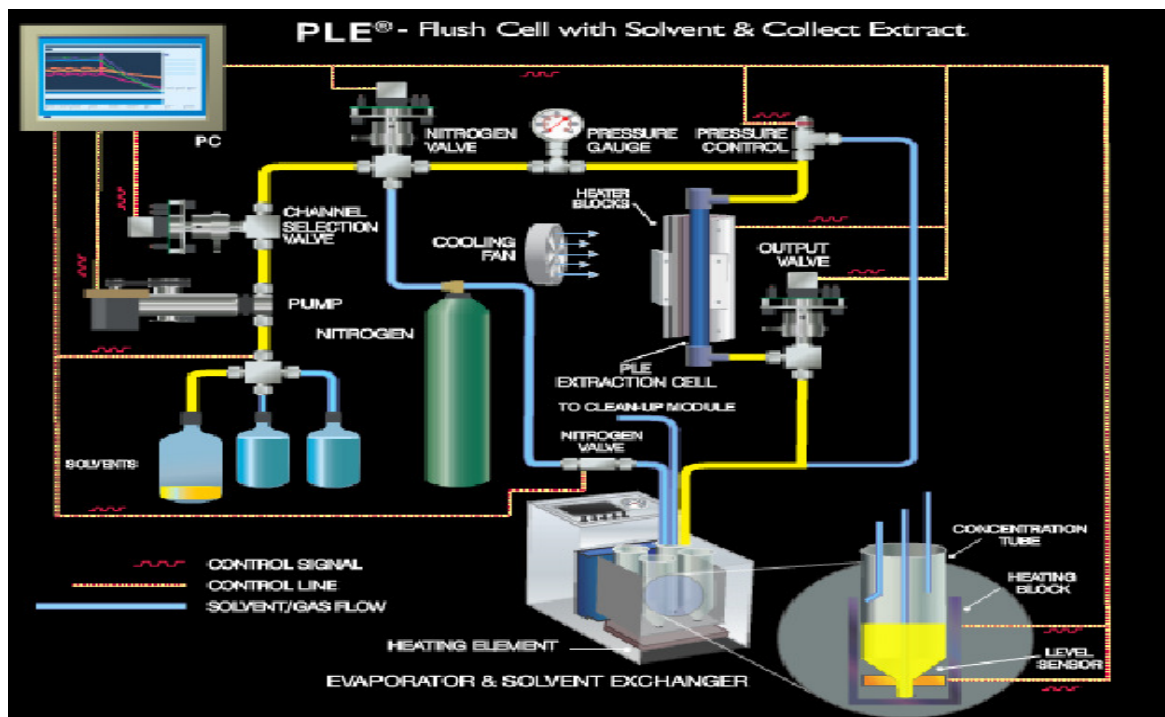 PLE® - Flush Cell with Solvent & Collect Extract
PC
NITROGEN
VALVE
PRESSURE
GAUGE
PRESSURE
CONTROL
HEATER
BLOCKS
CHANNEL
SELECTION
VALVE
COOLING
FAN
OUTPUT
VALVE
PUMP
NITROGEN
PLE
EXTRACTION CELL
TO CLEAN-UP MODULE
NITROGEN
VALVE
SOLVENTS
CONCENTRATION
TUBE
HEATING
BLOCK
LEVEL
SENSOR
CONTROL SIGNAL
CONTROL LINE
SOLVENT/GAS FLOW
HEATING ELEMENT
EVAPORATOR & SOLVENT EXCHANGER